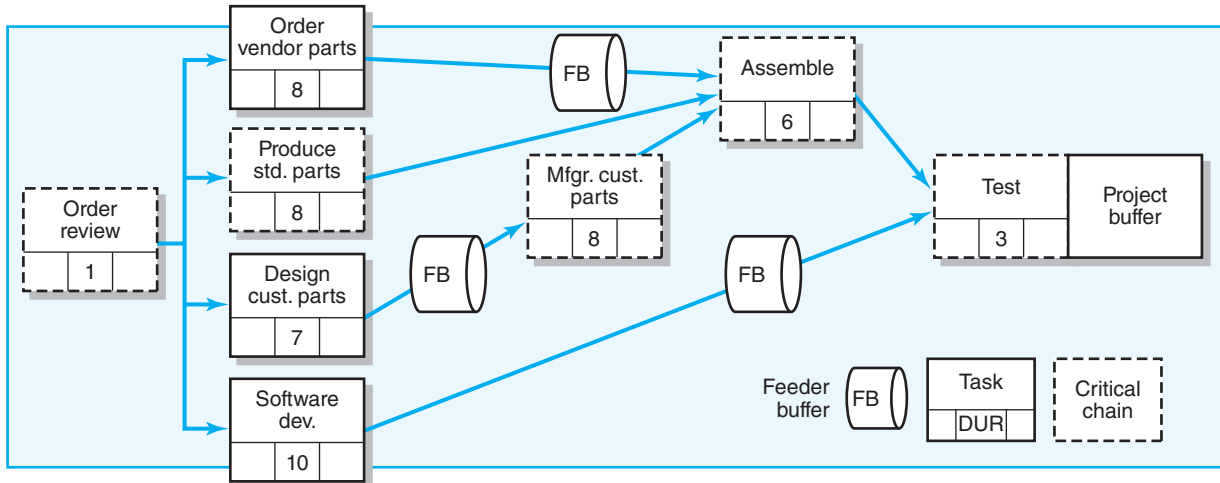 Order
vendor parts
8
FB
Assemble
6
Produce
std. parts
8
Mfgr. cust.
parts
8
Order
review
1
Test
3
Project
buffer
Design
cust. parts
7
FB
FB
Software
dev.
10
Feeder
buffer
FB
Task
DUR
Critical
chain